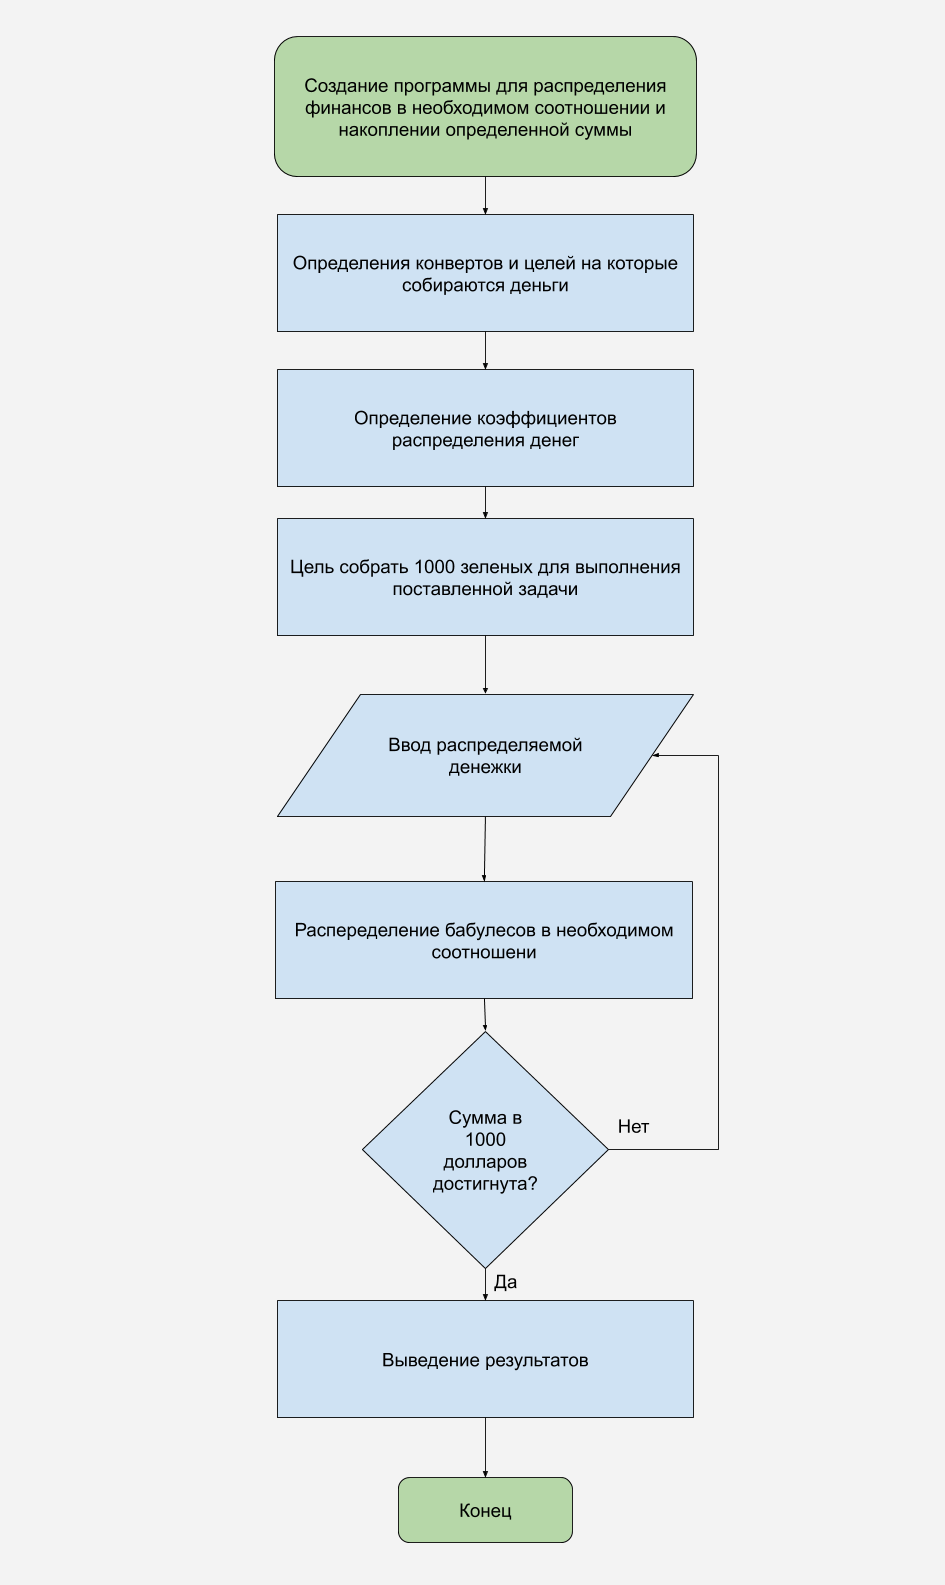 Создание программы для распределения
финансов в необходимом соотношении и
накоплении определенной суммы
Определения конвертов и целей на которые
собираются деньги
Определение коэффициентов
распределения денег
Цель собрать 1000 зеленых для выполнения
поставленной задачи
Ввод распределяемой
денежки
Распеределение бабулесов в необходимом
соотношени
Сумма в
1000
долларов
достигнута?
Нет
Да
Выведение результатов
Конец